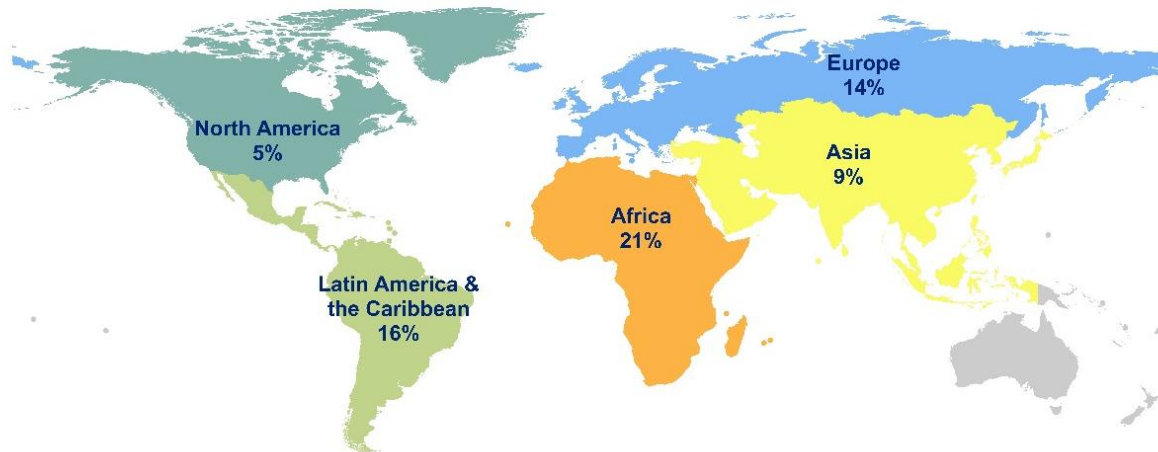 North America
5%
Latin America &
the Caribbean
16%
Europe
14%
Asia
9%
Africa
21%